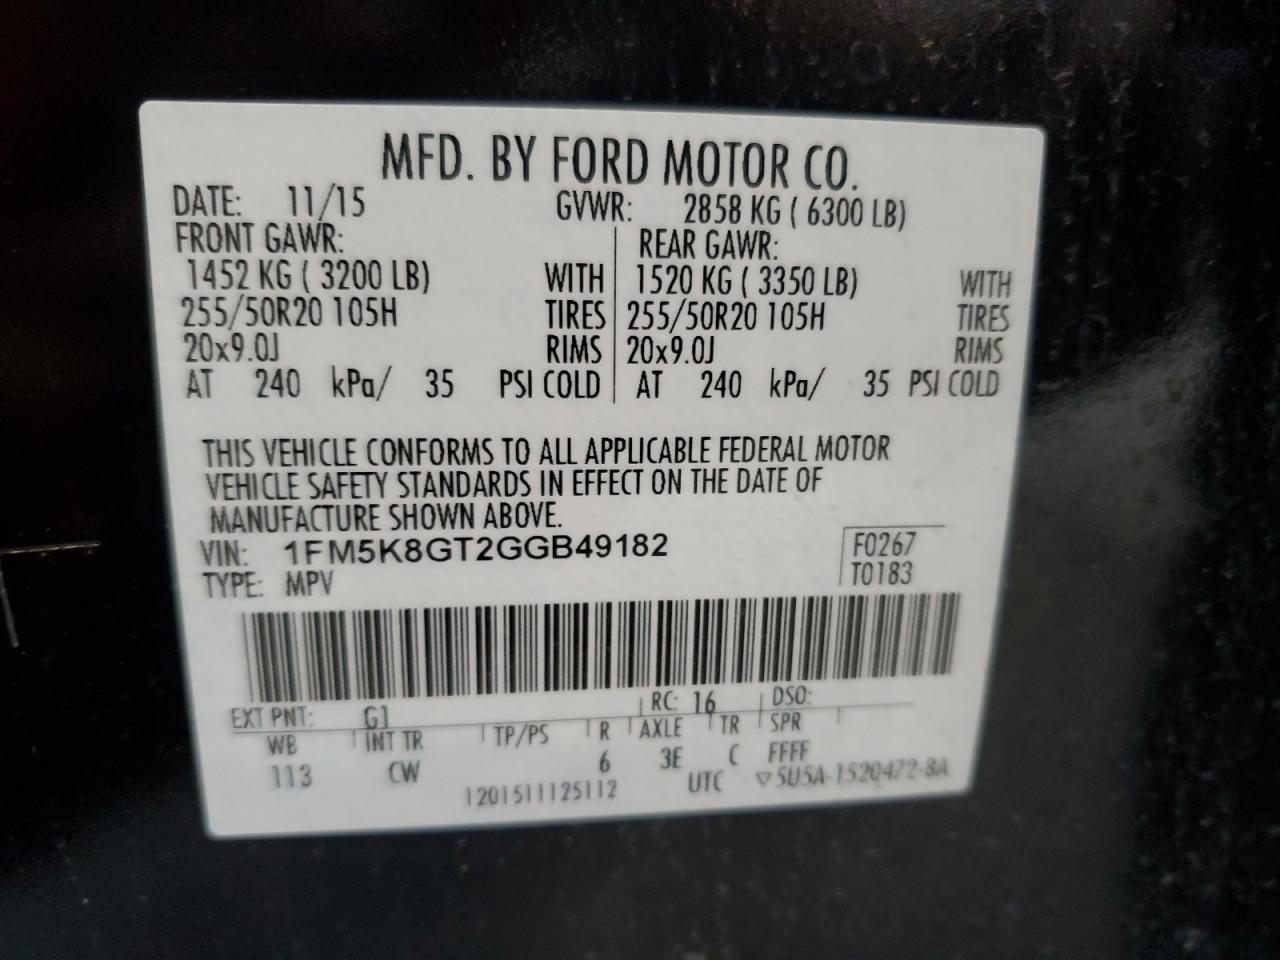 MFD. BY FORD MOTOR CO.
DATE: 11/15 GVWR: 2858 KG ( 6300 LB)
FRONT GAWR: REAR GAWR:
1452 KG ( 3200 LB) WITH 1520 KG ( 3350 LB) WITH
255/50R20 105H TIRES 255/50R20 105H TIRES
20x9.0J RIMS 20x9.0J RIMS
AT 240 kPa/ 35 PSI COLD AT 240 kPa/ 35 PSI COLD
THIS VEHICLE CONFORMS TO ALL APPLICABLE FEDERAL MOTOR
VEHICLE SAFETY STANDARDS IN EFFECT ON THE DATE OF
MANUFACTURE SHOWN ABOVE.
VIN: 1FM5K8GT2GGB49182 F0267
TYPE: MPV T0183
EXT PNT: G1 RC: 16 DSO:
WB INT TR TP/PS R AXLE TR SPR
113 CW 6 3E C FFFF
1201511125112 UTC ▽5U5A-1520472-BA